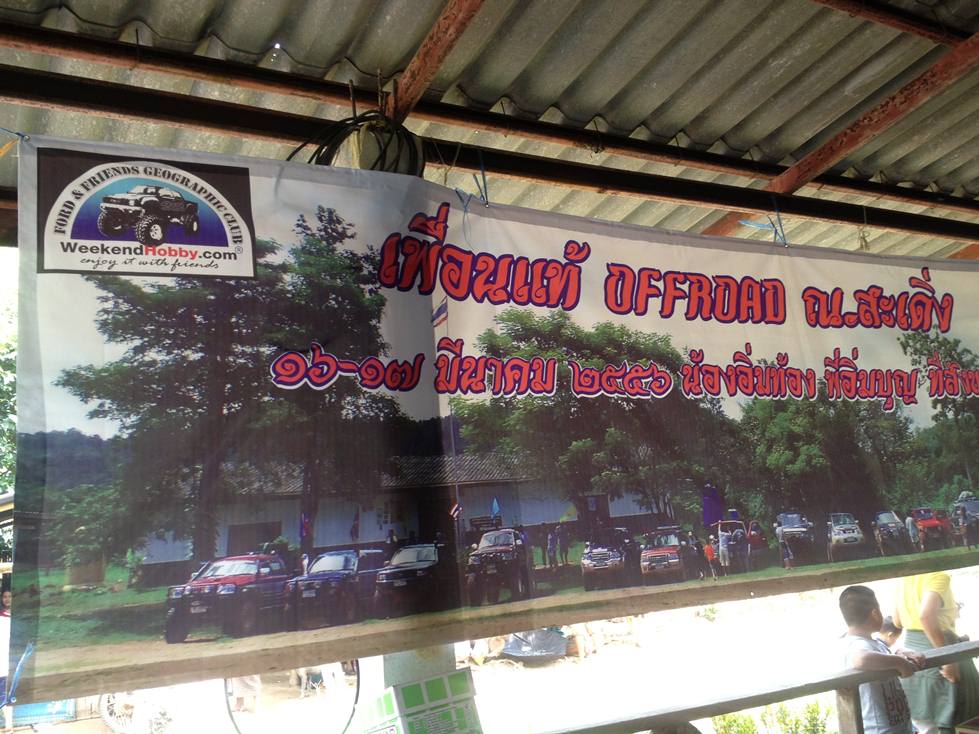 FORD & FRIENDS GEOGRAPHIC CLUB
WeekendHobby.com®
enjoy it with friends
เพื่อนแท้ OFFROAD ณ.สะเดิ่ง
๑๖-๑๗ มีนาคม ๒๕๕๖ น้องอิ่มท้อง พี่อิ่มบุญ